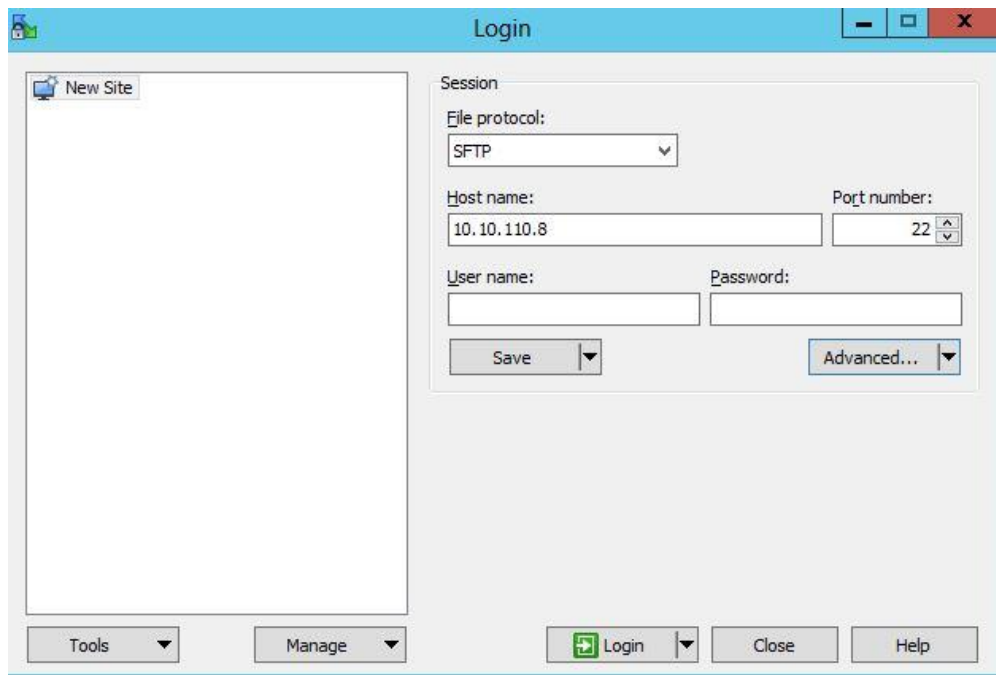 Login
New Site
Session
File protocol:
SFTP
Host name:
Port number:
10.10.110.8
22
User name:
Password:
Save
Advanced...
Tools
Manage
Login
Close
Help